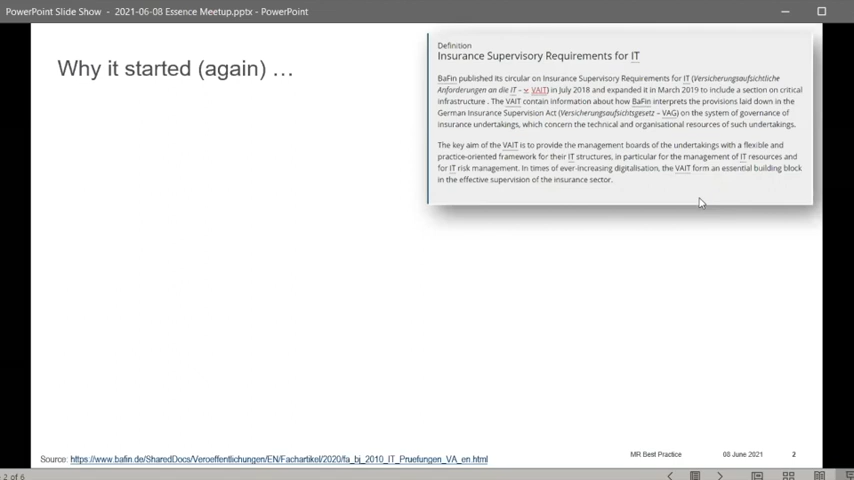 PowerPoint Slide Show - 2021-06-08 Essence Meetup.pptx - PowerPoint
Why it started (again) …
Definition
Insurance Supervisory Requirements for IT
BaFin published its circular on Insurance Supervisory Requirements for IT (Versicherungsaufsichtliche
Anforderungen an die IT – VAIT) in July 2018 and expanded it in March 2019 to include a section on critical
infrastructure . The VAIT contain information about how BaFin interprets the provisions laid down in the
German Insurance Supervision Act (Versicherungsaufsichtsgesetz – VAG) on the system of governance of
insurance undertakings, which concern the technical and organisational resources of such undertakings.
The key aim of the VAIT is to provide the management boards of the undertakings with a flexible and
practice-oriented framework for their IT structures, in particular for the management of IT resources and
for IT risk management. In times of ever-increasing digitalisation, the VAIT form an essential building block
in the effective supervision of the insurance sector.
Source: https://www.bafin.de/SharedDocs/Veroeffentlichungen/EN/Fachartikel/2020/fa_bj_2010_IT_Pruefungen_VA_en.html
MR Best Practice
08 June 2021
2
2 of 6